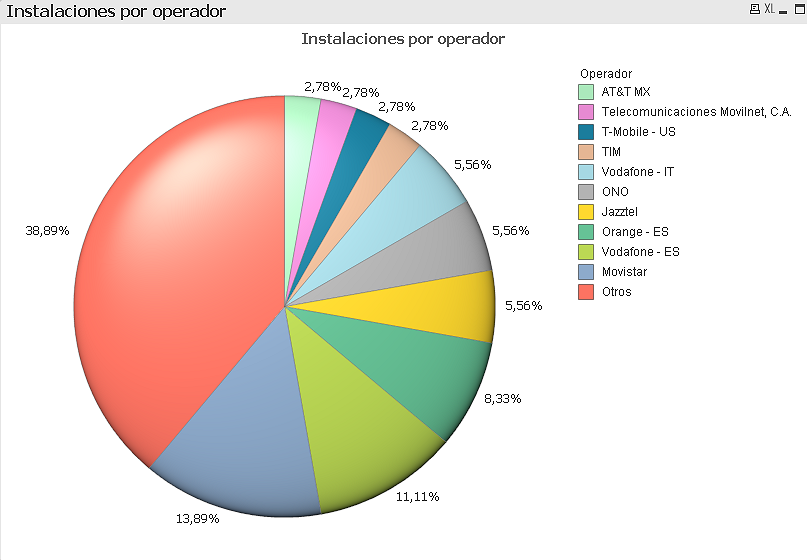 Instalaciones por operador
XL
Instalaciones por operador
2,78%
2,78%
2,78%
2,78%
5,56%
5,56%
5,56%
8,33%
11,11%
13,89%
38,89%
Operador
AT&T MX
Telecomunicaciones Movilnet, C.A.
T-Mobile - US
TIM
Vodafone - IT
ONO
Jazztel
Orange - ES
Vodafone - ES
Movistar
Otros